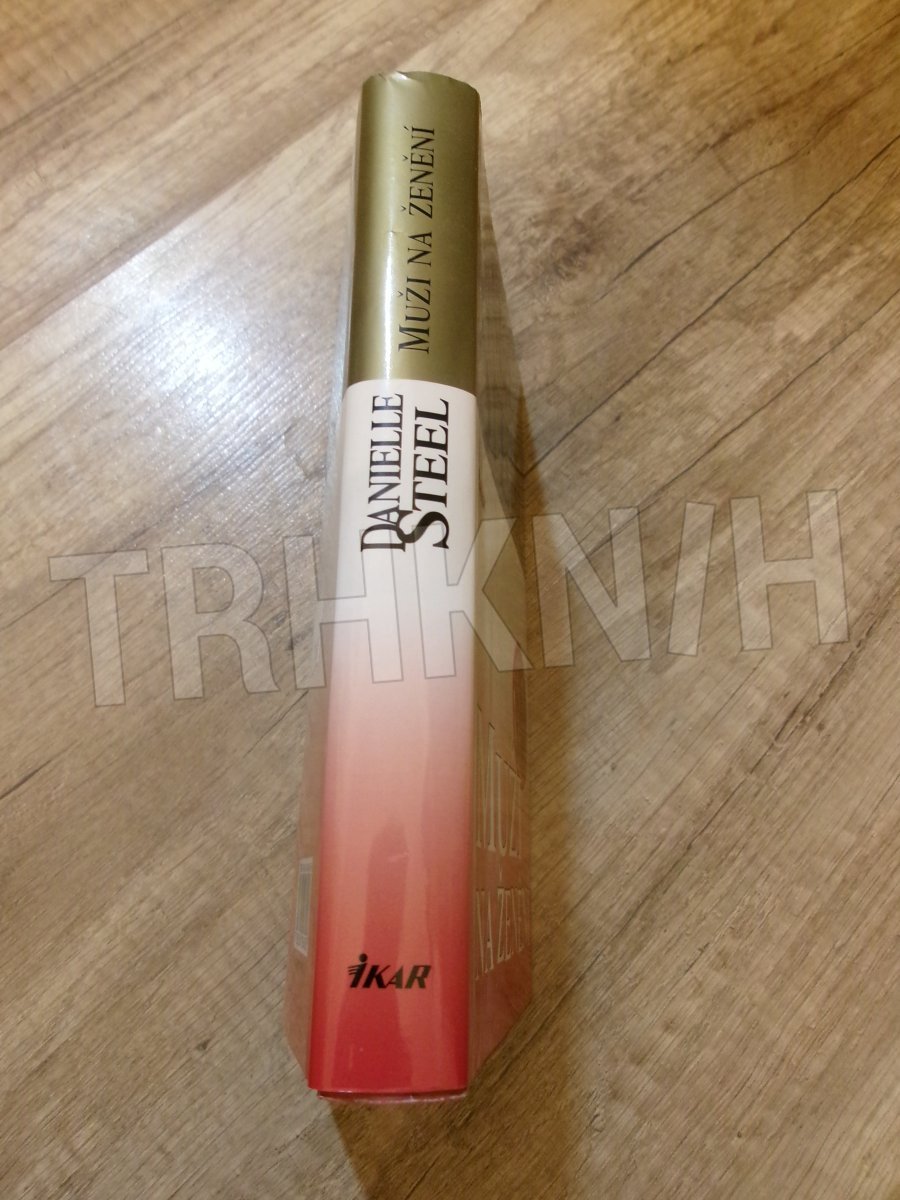 MUŽI NA ŽENĚNÍ
DANIELLE
STEEL
TRHKNIH
iKAR